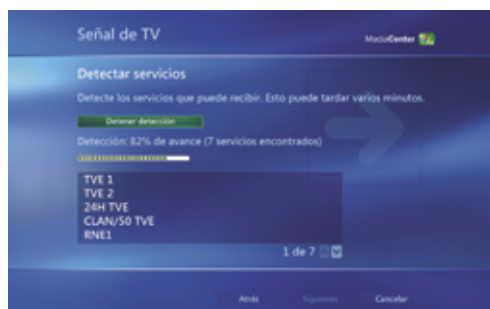 Señal de TV
MediaCenter
Detectar servicios
Detecte los servicios que puede recibir. Esto puede tardar varios minutos.
Detener detección
Detección: 82% de avance (7 servicios encontrados)
TVE 1
TVE 2
24H TVE
CLAN/50 TVE
RNE1
1 de 7
Atrás Siguiente Cancelar